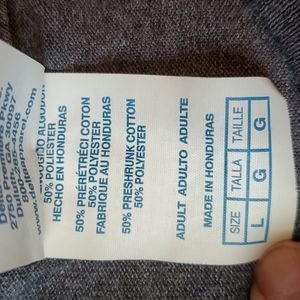 50% POLIESTER
HECHO EN HONDURAS
50% PRÉRÉTRÉCI COTON
50% POLYESTER
FABRIQUÉ AU HONDURAS
50% PRESHRUNK COTTON
50% POLYESTER
ADULT ADULTO ADULTE
MADE IN HONDURAS
SIZE TALLA TAILLE
L G G